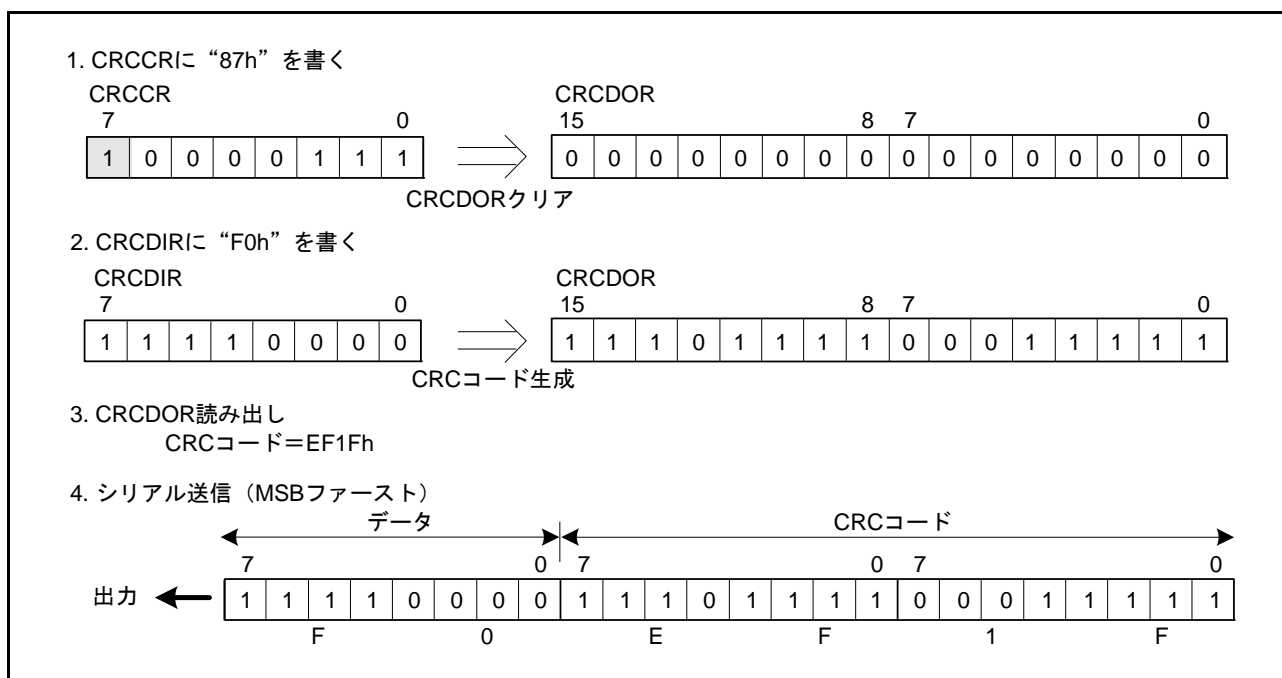 1. CRCCRに“87h”を書く
CRCCR CRCDOR
7 0 15 8 7 0
1 0 0 0 0 1 1 1 0 0 0 0 0 0 0 0 0 0 0 0 0 0 0 0
CRCDORクリア
2. CRCDIRに“F0h”を書く
CRCDIR CRCDOR
7 0 15 8 7 0
1 1 1 1 0 0 0 0 1 1 1 0 1 1 1 1 0 0 0 1 1 1 1 1
CRCコード生成
3. CRCDOR読み出し
CRCコード=EF1Fh
4. シリアル送信（MSBファースト）
データ CRCコード
7 0 7 0 7 0
出力 1 1 1 1 0 0 0 0 1 1 1 0 1 1 1 1 0 0 0 1 1 1 1 1
F 0 E F 1 F